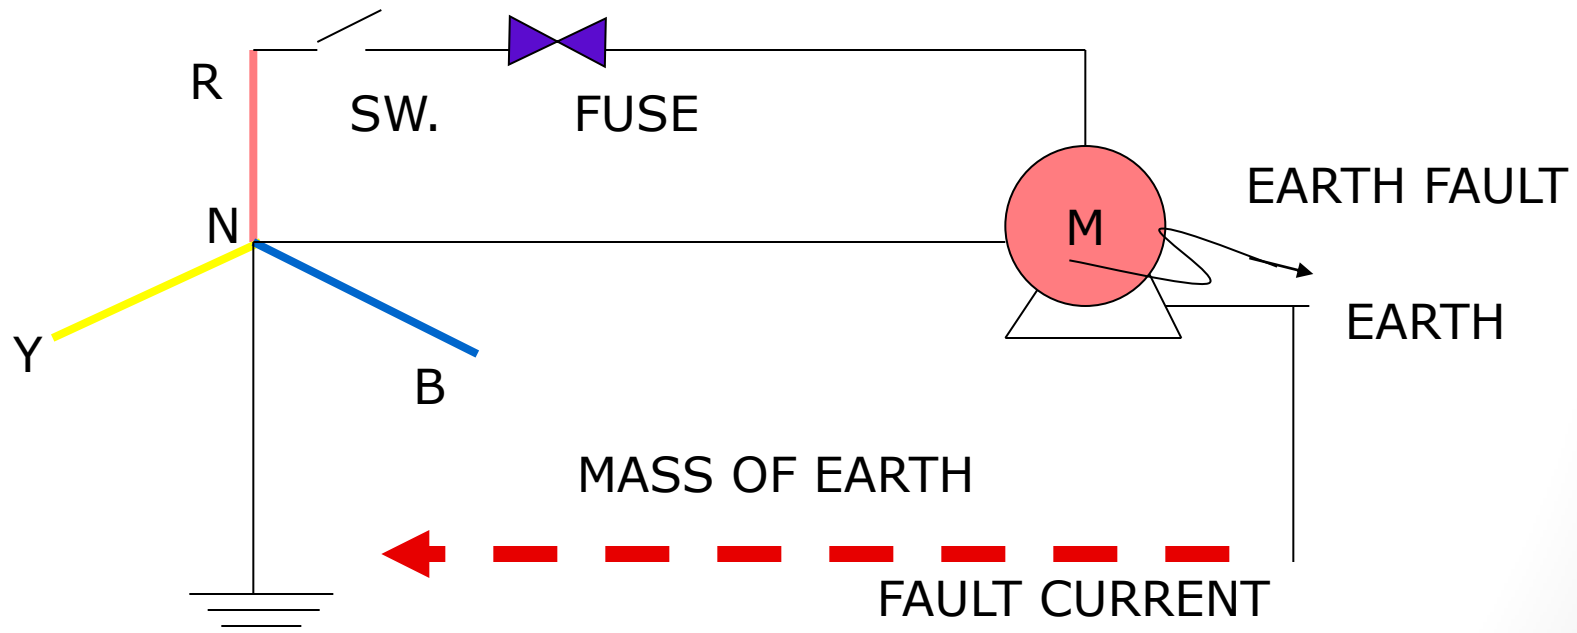 R
SW.
FUSE
N
M
EARTH FAULT
EARTH
Y
B
MASS OF EARTH
FAULT CURRENT